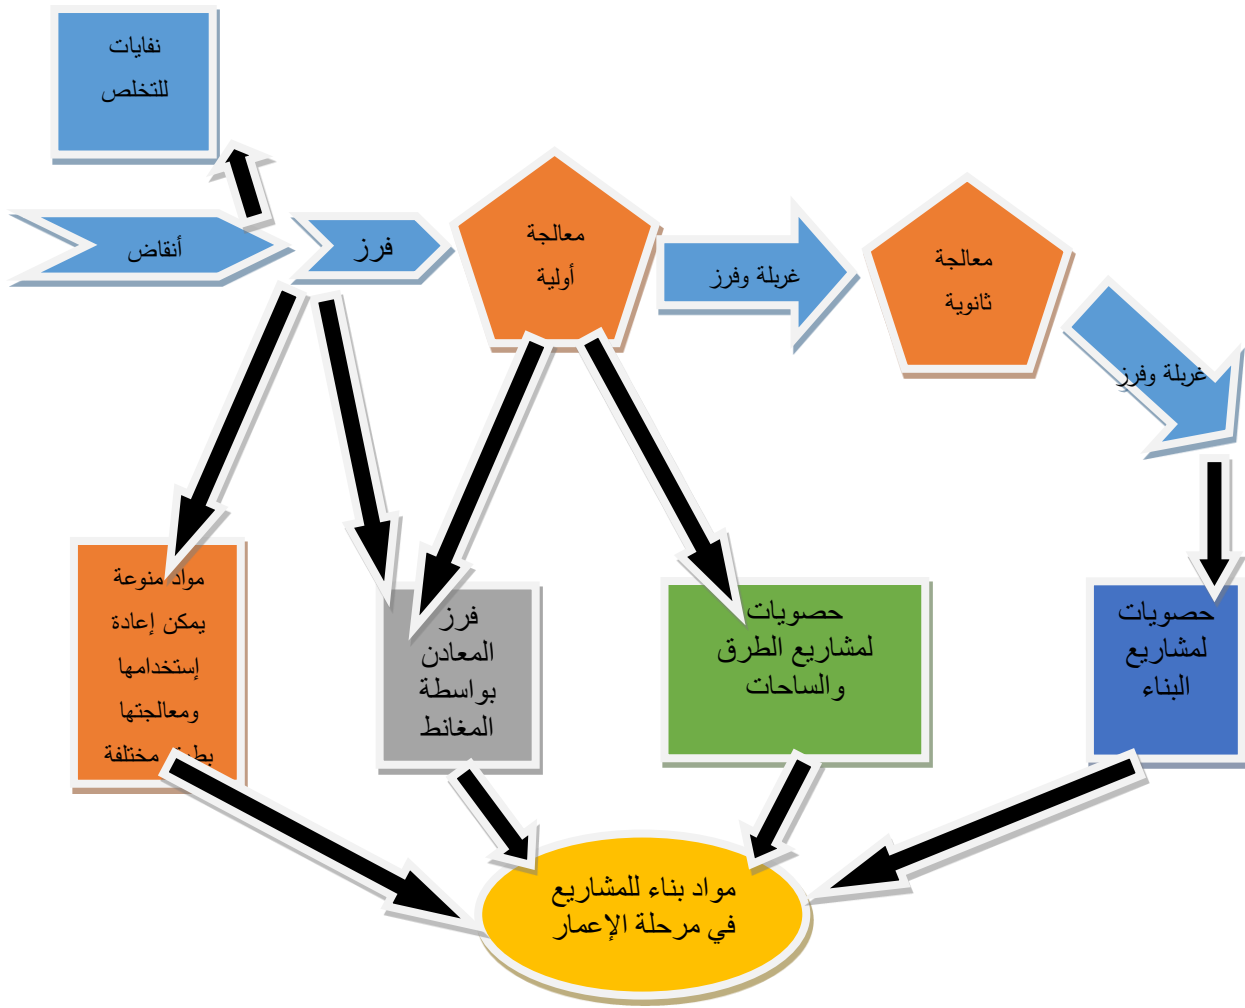 نفايات
للتخلص
أنقاض
فرز
معالجة
أولية
غربلة وفرز
معالجة
ثانوية
غربلة وفرز
مواد منوعة
يمكن إعادة
إستخدامها
ومعالجتها
بطرق مختلفة
فرز
المعادن
بواسطة
المغانط
حصويات
لمشاريع الطرق
والساحات
حصويات
لمشاريع
البناء
مواد بناء للمشاريع
في مرحلة الإعمار